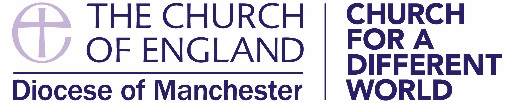 THE CHURCH
OF ENGLAND
Diocese of Manchester
CHURCH
FOR A
DIFFERENT
WORLD